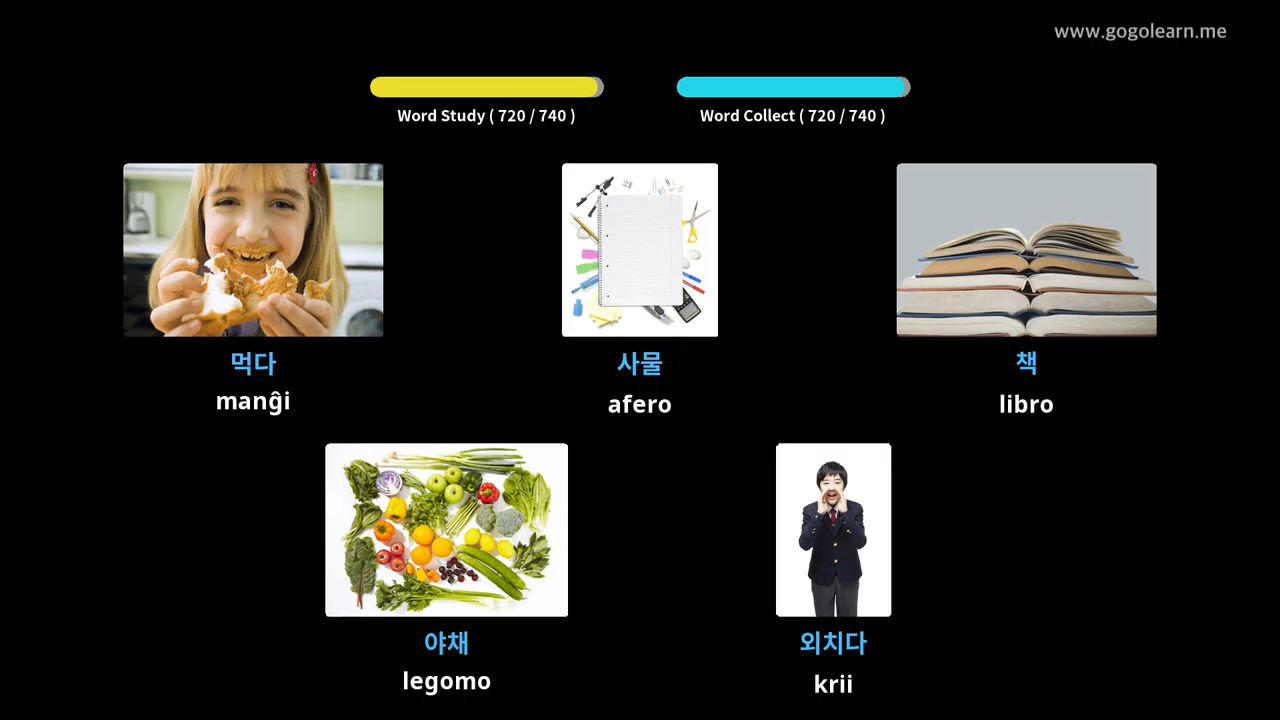 www.gogolearn.me
Word Study ( 720 / 740 )
Word Collect ( 720 / 740 )
먹다
manĝi
사물
afero
책
libro
야채
legomo
외치다
krii